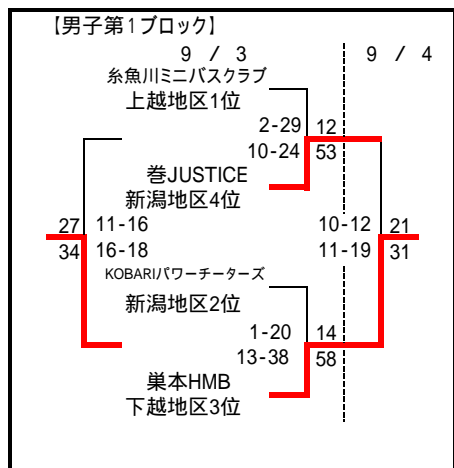 【男子第1ブロック】
9 / 3
9 / 4
糸魚川ミニバスクラブ
上越地区1位
2-29 12
10-24 53
巻JUSTICE
新潟地区4位
27 11-16
34 16-18
10-12 21
11-19 31
KOBARIパワーチーターズ
新潟地区2位
1-20 14
13-38 58
巣本HMB
下越地区3位